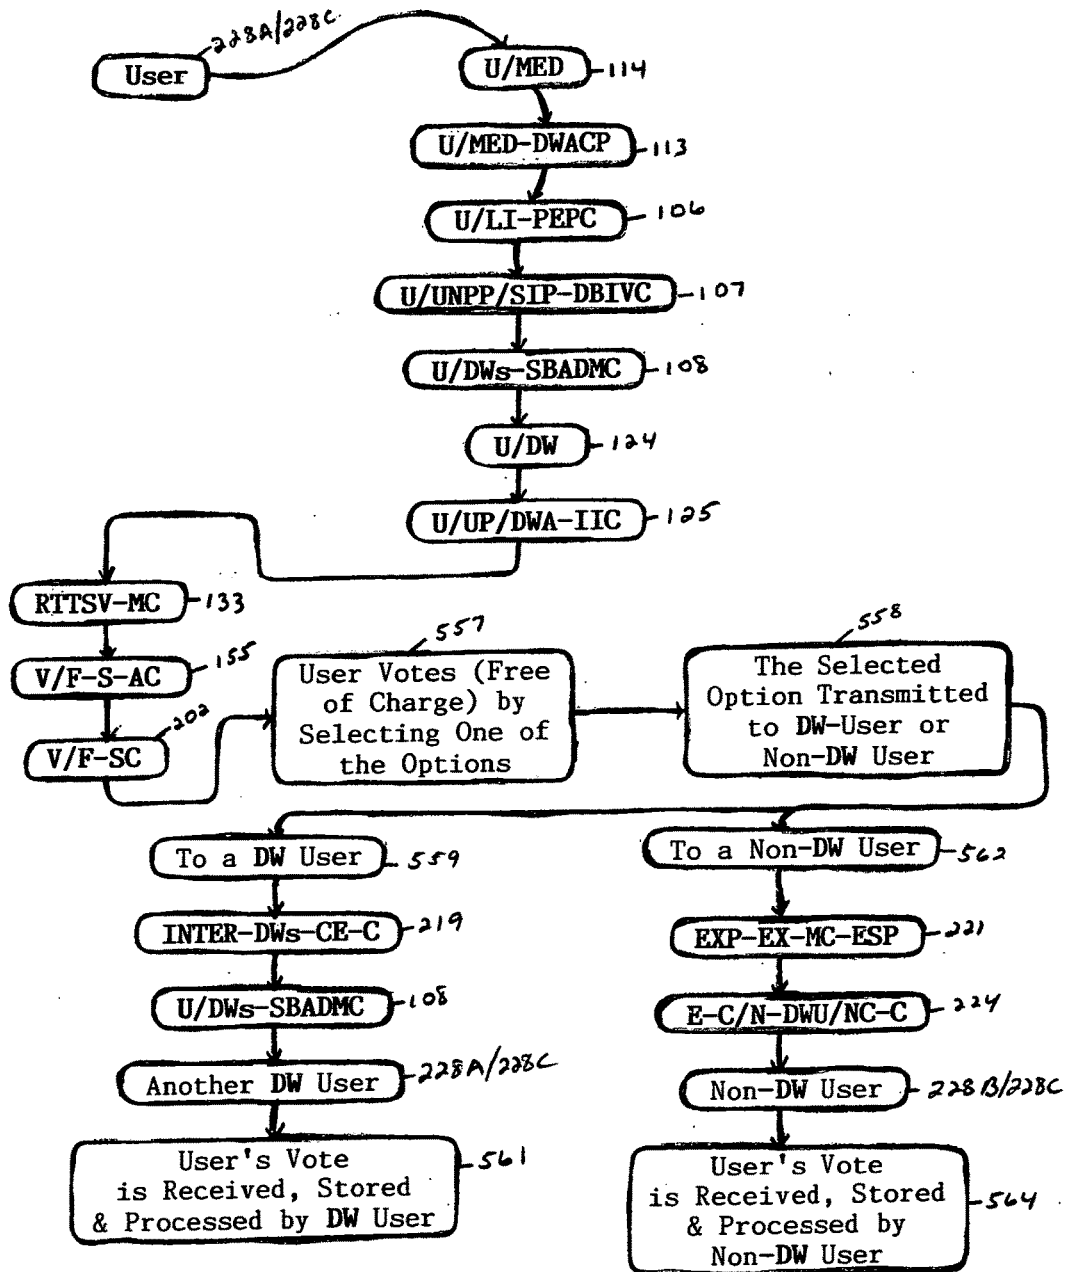 228A/228C
User
U/MED
114
U/MED-DWACP
113
U/LI-PEPC
106
U/UNPP/SIP-DBIVC
107
U/DWs-SBADMC
108
U/DW
124
U/UP/DWA-IIC
125
RTTSV-MC
133
V/F-S-AC
155
V/F-SC
202
557
User Votes (Free
of Charge) by
Selecting One of
the Options
558
The Selected
Option Transmitted
to DW-User or
Non-DW User
To a DW User
559
INTER-DWs-CE-C
219
U/DWs-SBADMC
108
Another DW User
228A/228C
User's Vote
is Received, Stored
& Processed by DW User
561
To a Non-DW User
562
EXP-EX-MC-ESP
221
E-C/N-DWU/NC-C
224
Non-DW User
228B/228C
User's Vote
is Received, Stored
& Processed by
Non-DW User
564